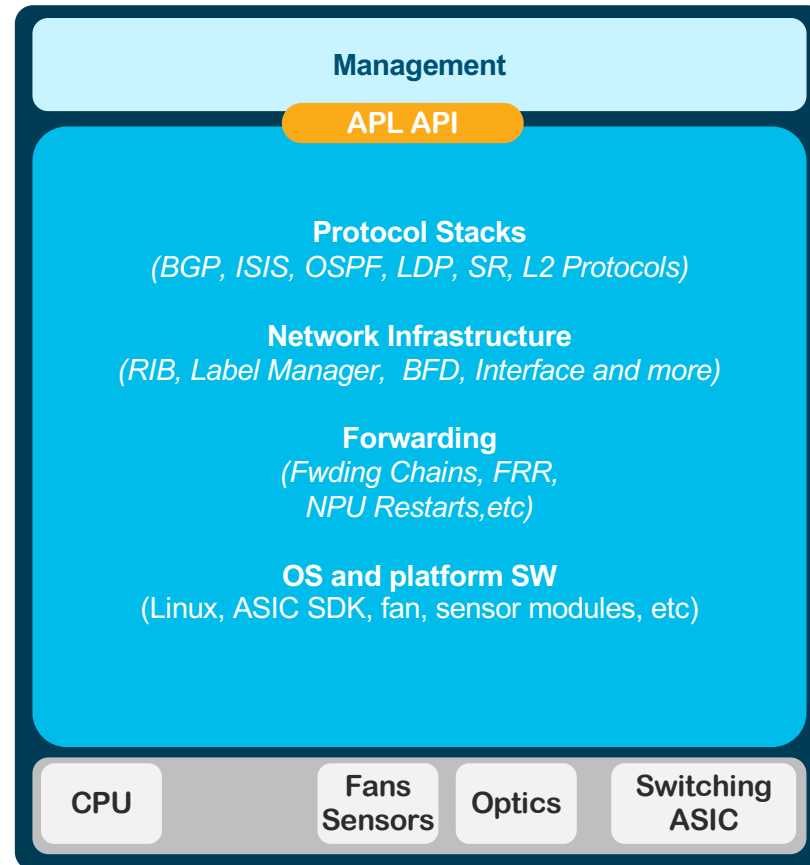 Management
APL API
Protocol Stacks
(BGP, ISIS, OSPF, LDP, SR, L2 Protocols)
Network Infrastructure
(RIB, Label Manager,  BFD, Interface and more)
Forwarding
(Fwding Chains, FRR,
NPU Restarts,etc)
OS and platform SW
(Linux, ASIC SDK, fan, sensor modules, etc)
CPU
Fans
Sensors
Optics
Switching
ASIC